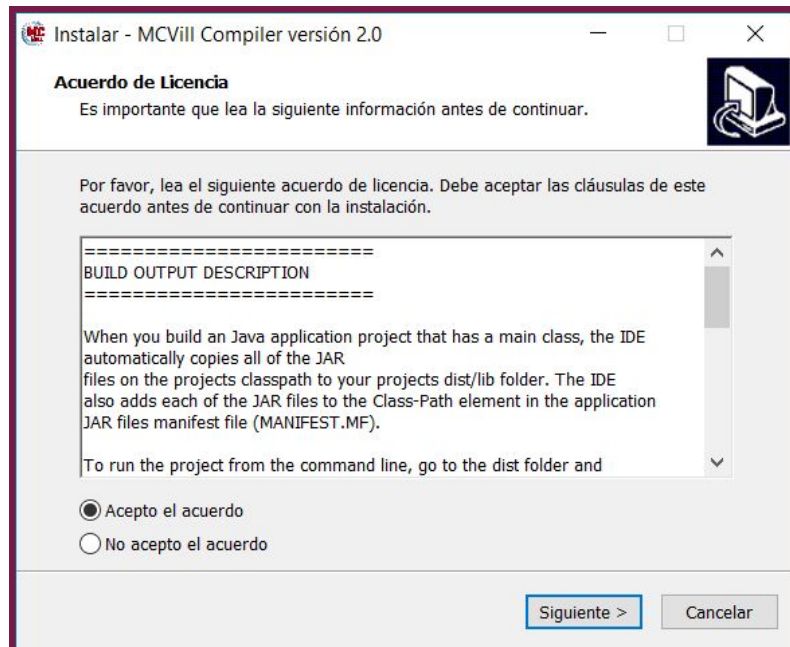 Instalar - MCVill Compiler versión 2.0
Acuerdo de Licencia
Es importante que lea la siguiente información antes de continuar.
Por favor, lea el siguiente acuerdo de licencia. Debe aceptar las cláusulas de este
acuerdo antes de continuar con la instalación.
========================
BUILD OUTPUT DESCRIPTION
========================
When you build an Java application project that has a main class, the IDE
automatically copies all of the JAR
files on the projects classpath to your projects dist/lib folder. The IDE
also adds each of the JAR files to the Class-Path element in the application
JAR files manifest file (MANIFEST.MF).
To run the project from the command line, go to the dist folder and
Acepto el acuerdo
No acepto el acuerdo
Siguiente >
Cancelar